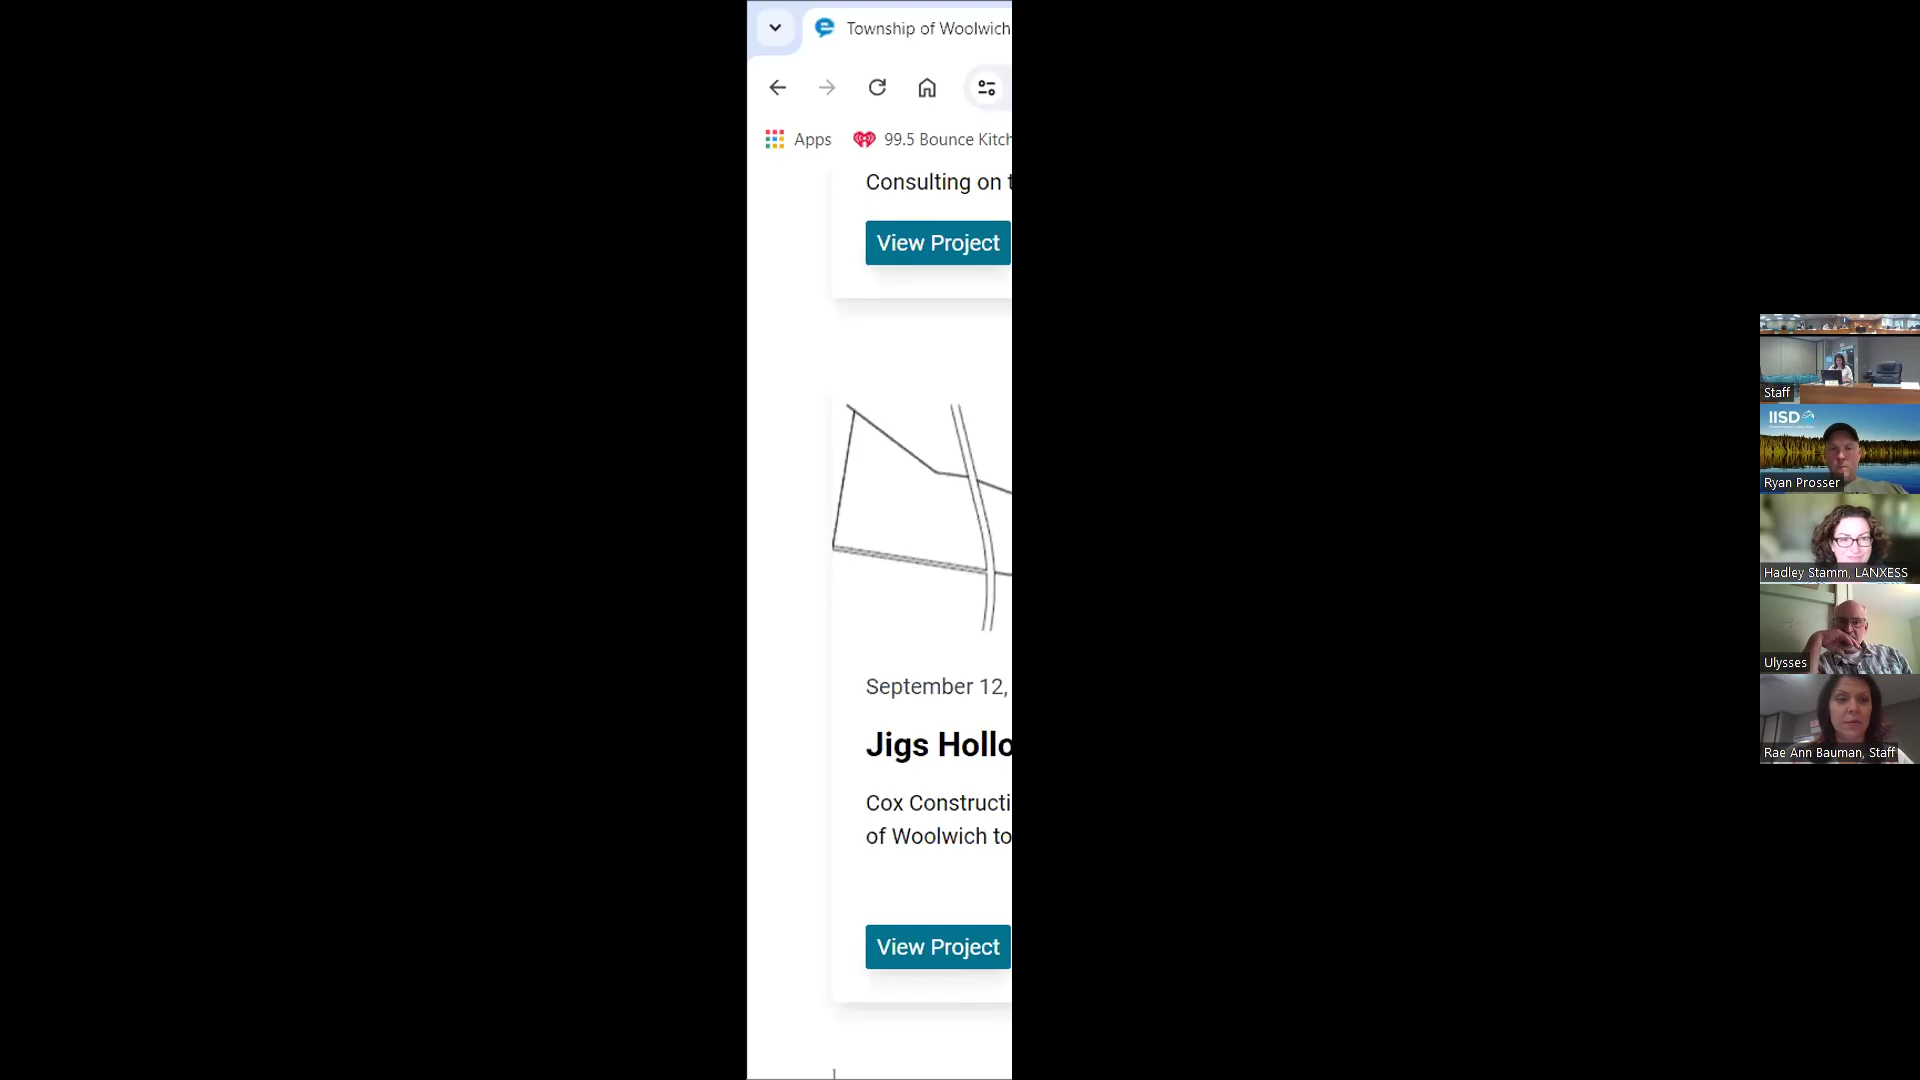 Township of Woolwich
Apps
99.5 Bounce Kitch
Consulting on t
View Project
September 12,
Jigs Hollo
Cox Constructi
of Woolwich to
View Project
Staff
IISD
Ryan Prosser
Hadley Stamm, LANXESS
Ulysses
Rae Ann Bauman, Staff